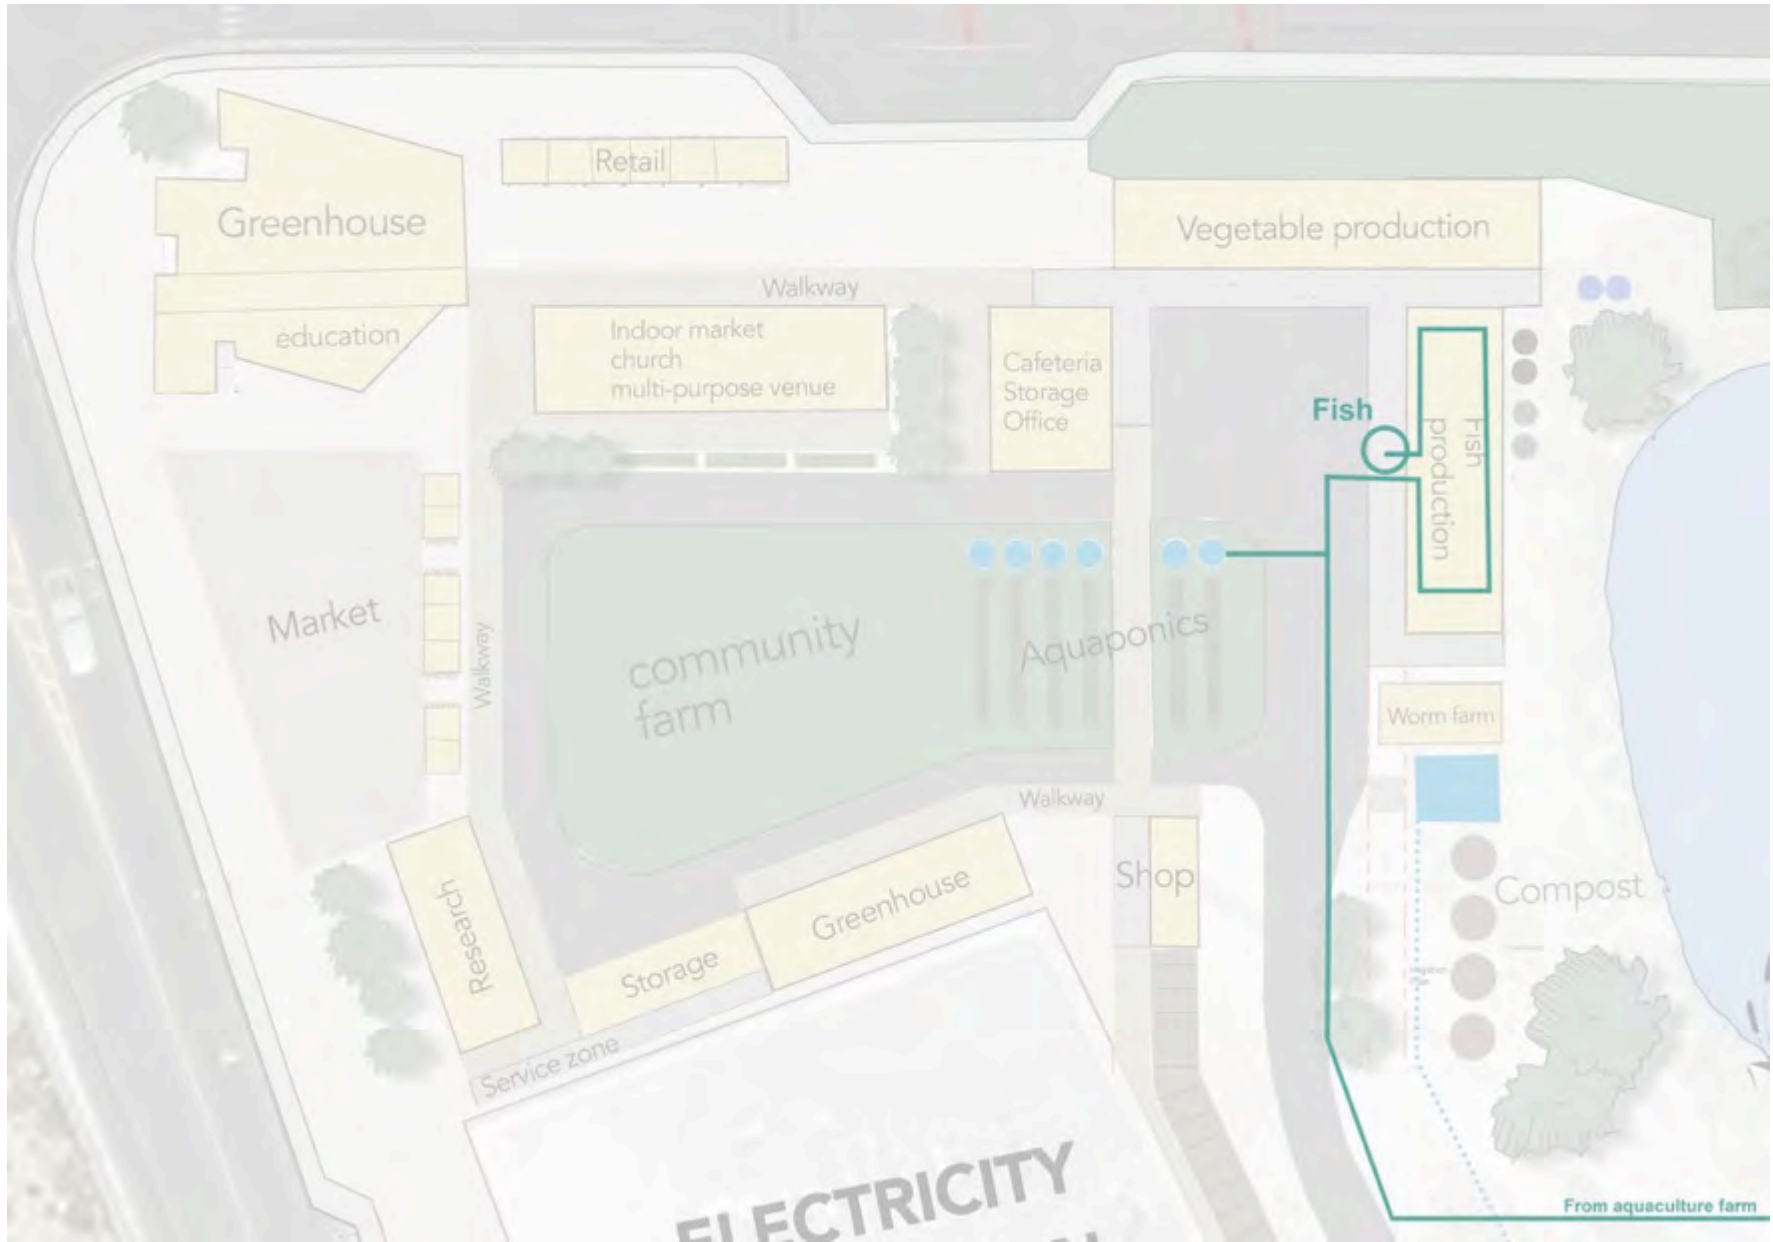 Retail
Greenhouse
Vegetable production
Walkway
education
Indoor market
church
multi-purpose venue
Cafeteria
Storage
Office
Fish
Fish
production
Market
Walkway
community
farm
Aquaponics
Worm farm
Walkway
Shop
Compost
Research
Greenhouse
Storage
Service zone
ELECTRICITY
From aquaculture farm